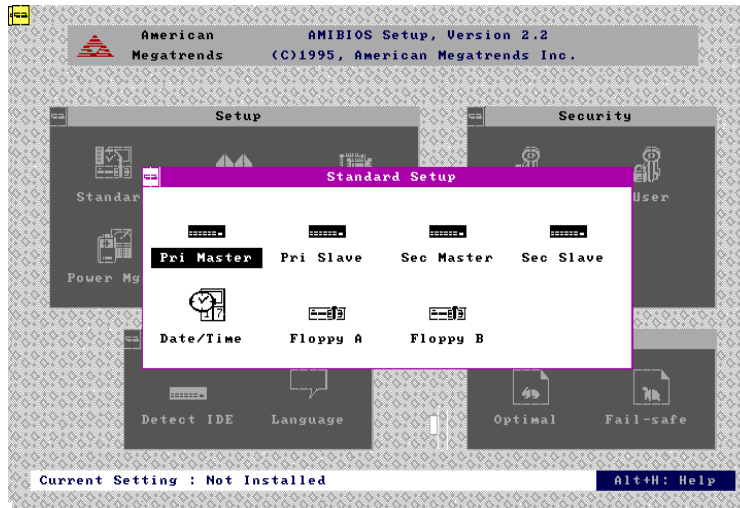 American AMIBIOS Setup, Version 2.2
Megatrends (C)1995, American Megatrends Inc.
Setup
Security
Standar
User
Power Mg
Standard Setup
Pri Master Pri Slave Sec Master Sec Slave
Date/Time Floppy A Floppy B
Detect IDE Language
Optimal Fail-safe
Current Setting : Not Installed
Alt+H: Help